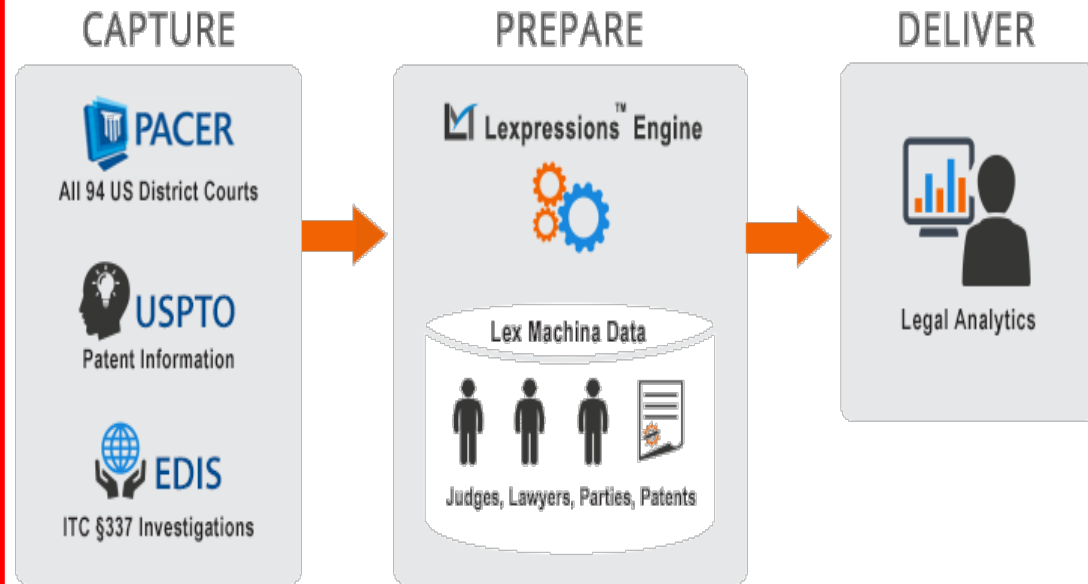 CAPTURE
PACER
All 94 US District Courts
USPTO
Patent Information
EDIS
ITC §337 Investigations
PREPARE
Lexpressions™ Engine
Lex Machina Data
Judges, Lawyers, Parties, Patents
DELIVER
Legal Analytics